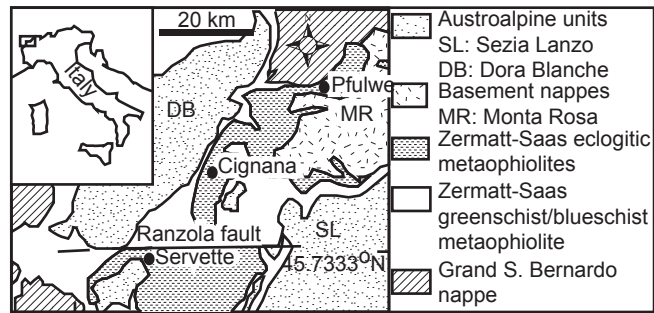 20 km
Italy
Pfulwe
DB
MR
Cignana
Ranzola fault
SL
Servette
45.7333°N
Austroalpine units
SL: Sezia Lanzo
DB: Dora Blanche
Basement nappes
MR: Monta Rosa
Zermatt-Saas eclogitic
metaophiolites
Zermatt-Saas
greenschist/blueschist
metaophiolite
Grand S. Bernardo
nappe